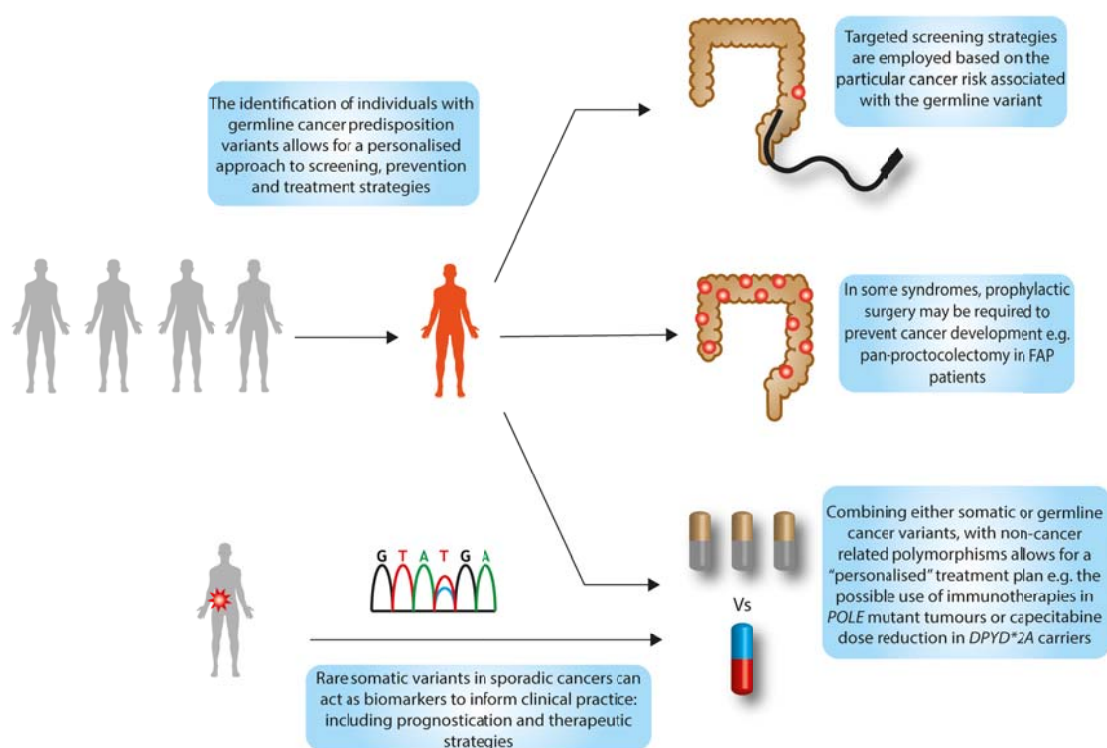 The identification of individuals with
germline cancer predisposition
variants allows for a personalised
approach to screening, prevention
and treatment strategies
Targeted screening strategies
are employed based on the
particular cancer risk associated
with the germline variant
In some syndromes, prophylactic
surgery may be required to
prevent cancer development e.g.
pan-proctocolectomy in FAP
patients
G T A T G A
Vs
Combining either somatic or germline
cancer variants, with non-cancer
related polymorphisms allows for a
“personalised” treatment plan e.g. the
possible use of immunotherapies in
POLE mutant tumours or capecitabine
dose reduction in DPYD*2A carriers
Rare somatic variants in sporadic cancers can
act as biomarkers to inform clinical practice:
including prognostication and therapeutic
strategies